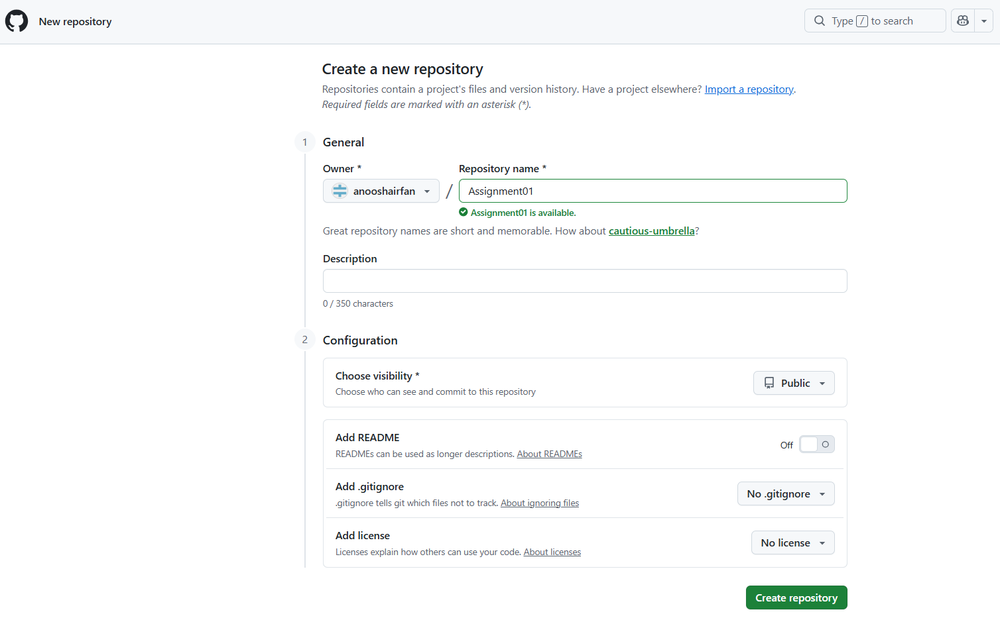 New repository
Type / to search
Create a new repository
Repositories contain a project's files and version history. Have a project elsewhere? Import a repository.
Required fields are marked with an asterisk (*).
1 General
Owner * Repository name *
anooshairfan / Assignment01
Assignment01 is available.
Great repository names are short and memorable. How about cautious-umbrella?
Description
0 / 350 characters
2 Configuration
Choose visibility *
Choose who can see and commit to this repository
Public
Add README
READMEs can be used as longer descriptions. About READMEs
Off
Add .gitignore
.gitignore tells git which files not to track. About ignoring files
No .gitignore
Add license
Licenses explain how others can use your code. About licenses
No license
Create repository